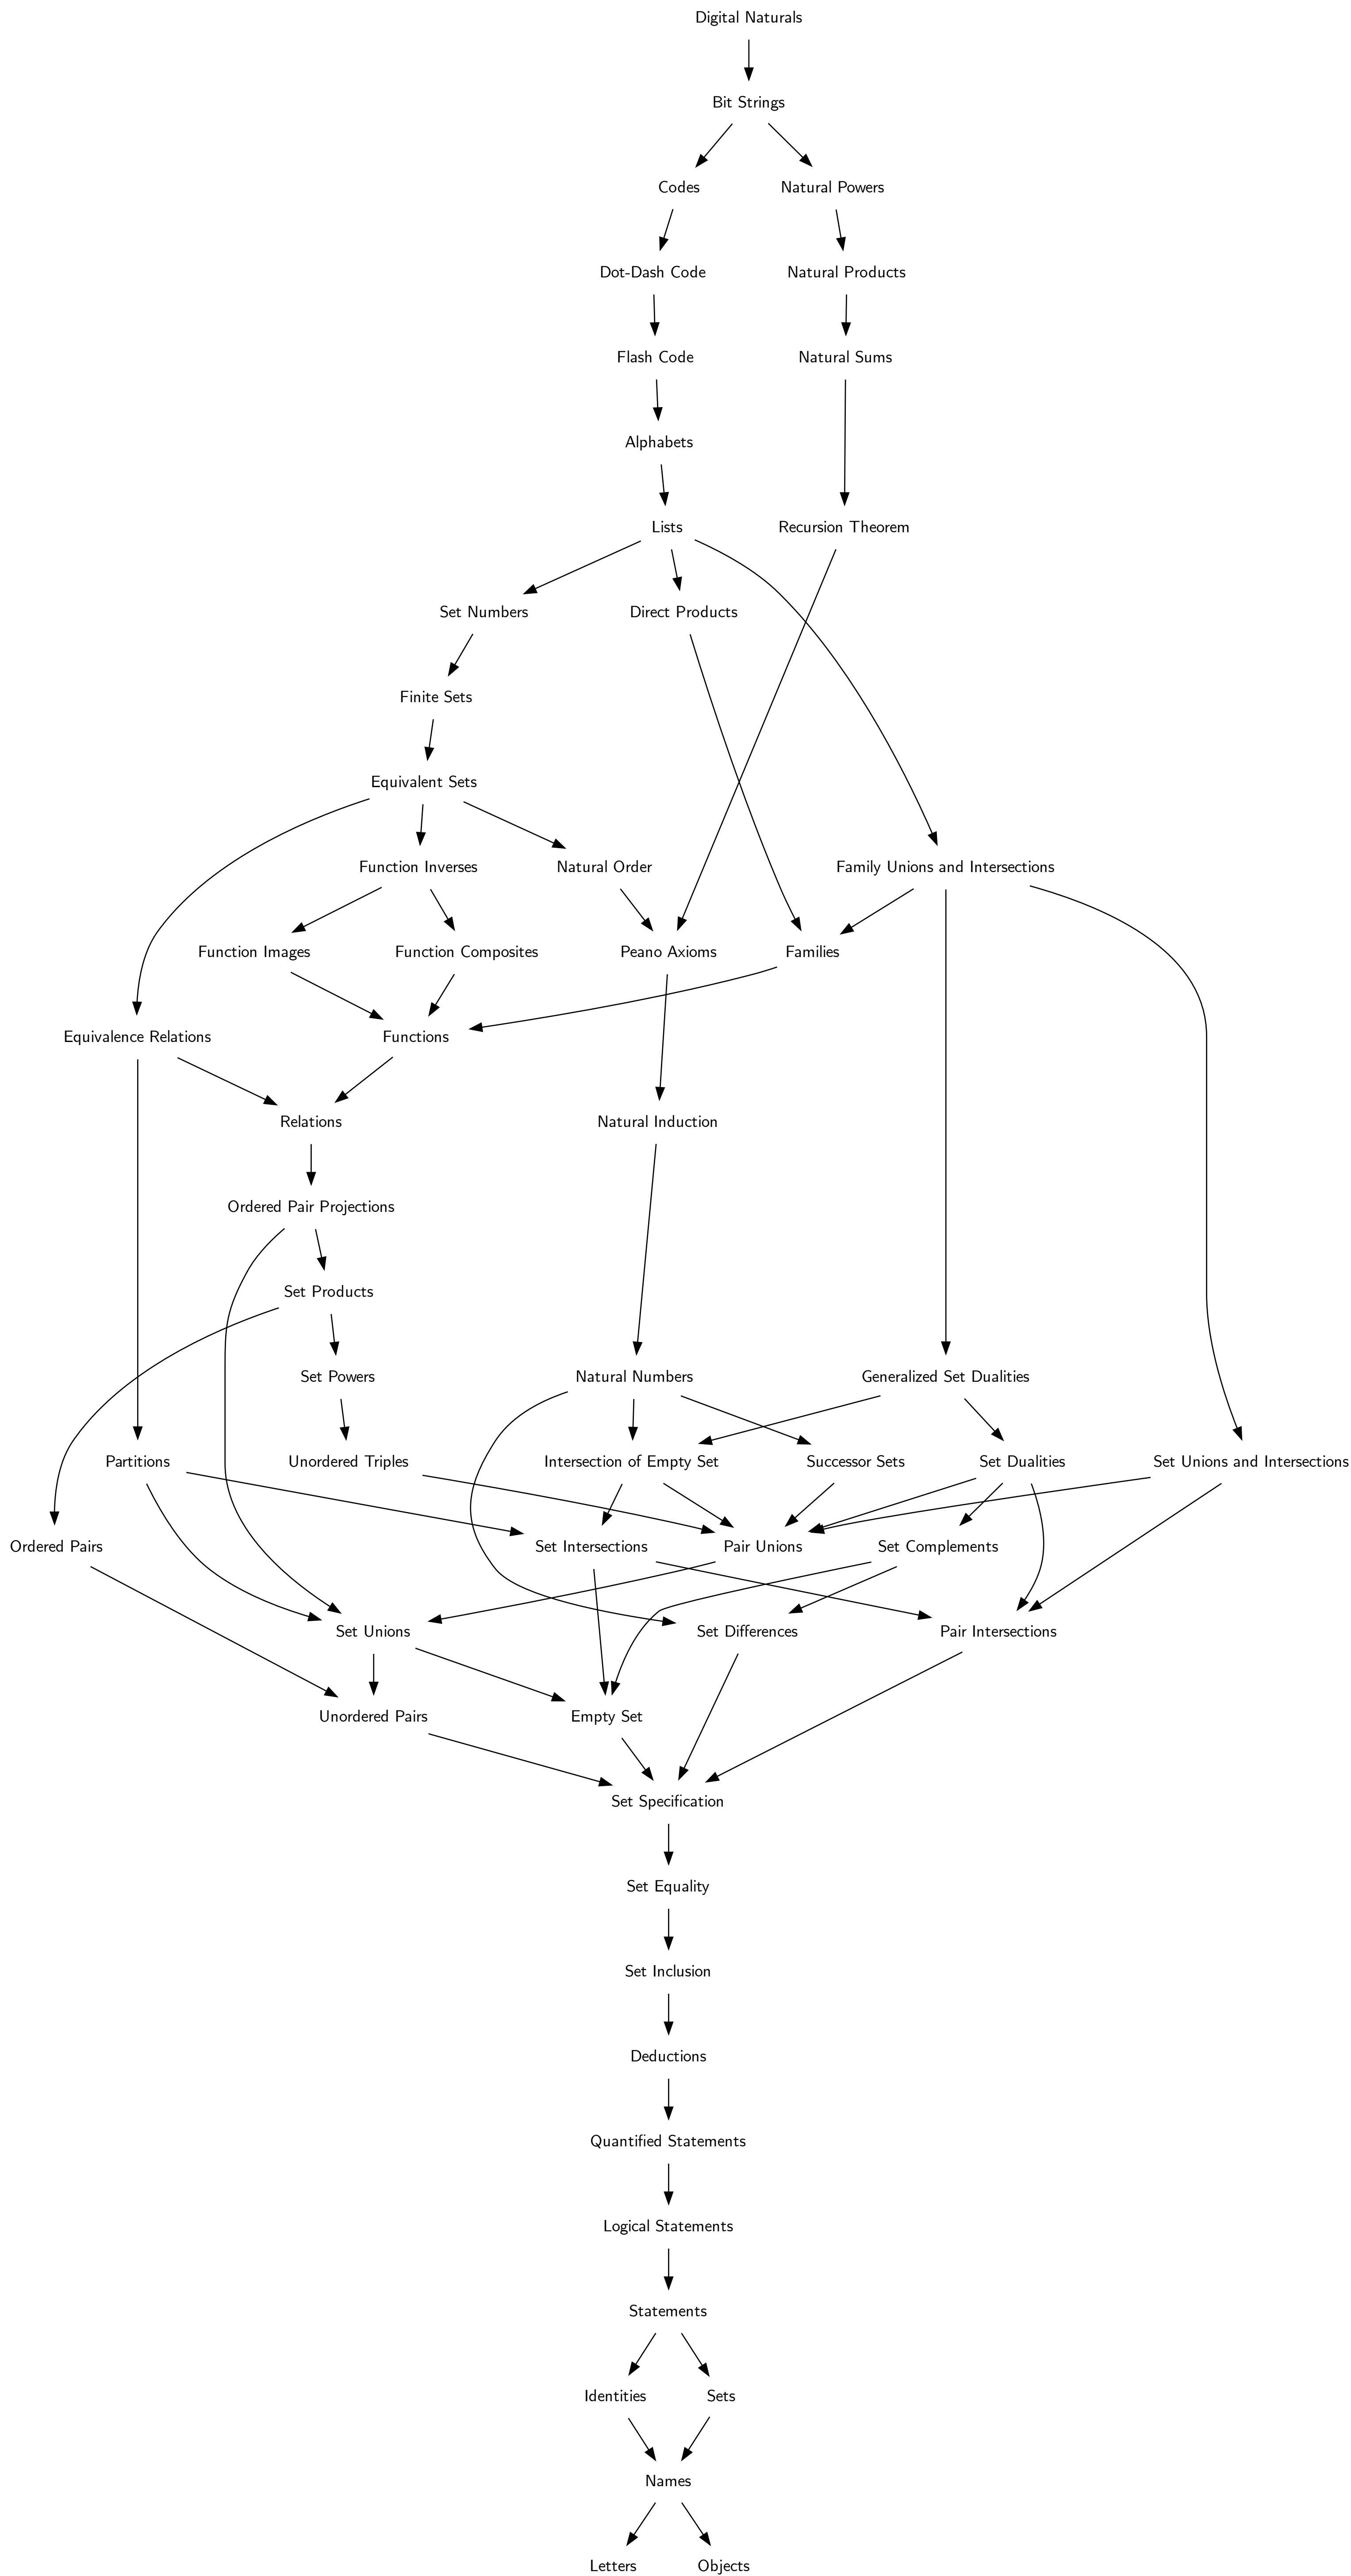 Digital Naturals
Bit Strings
Codes
Natural Powers
Dot-Dash Code
Natural Products
Flash Code
Natural Sums
Alphabets
Lists
Recursion Theorem
Set Numbers
Direct Products
Finite Sets
Equivalent Sets
Function Inverses
Natural Order
Family Unions and Intersections
Function Images
Function Composites
Peano Axioms
Families
Equivalence Relations
Functions
Relations
Natural Induction
Ordered Pair Projections
Set Products
Set Powers
Natural Numbers
Generalized Set Dualities
Partitions
Unordered Triples
Intersection of Empty Set
Successor Sets
Set Dualities
Set Unions and Intersections
Ordered Pairs
Set Intersections
Pair Unions
Set Complements
Set Unions
Set Differences
Pair Intersections
Unordered Pairs
Empty Set
Set Specification
Set Equality
Set Inclusion
Deductions
Quantified Statements
Logical Statements
Statements
Identities
Sets
Names
Letters
Objects